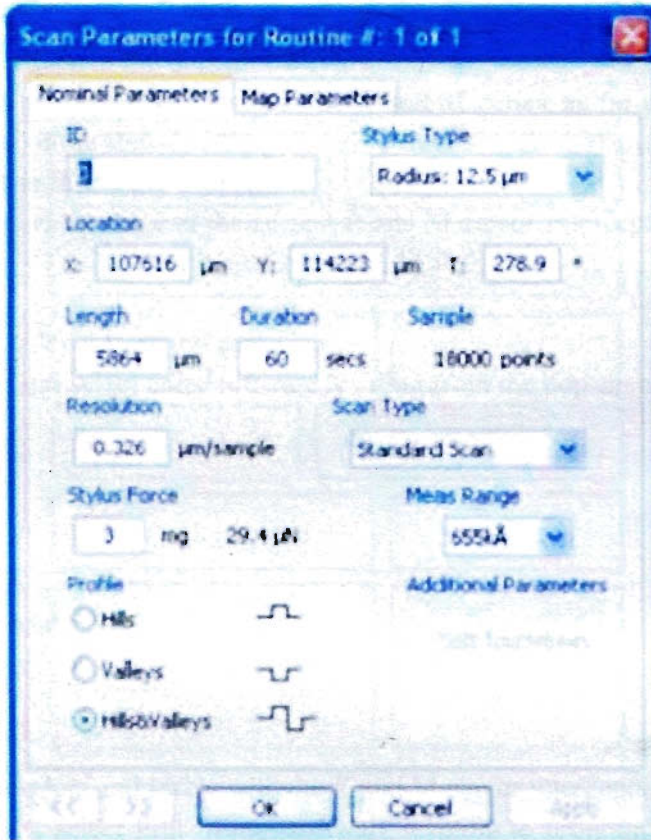 Scan Parameters for Routine #: 1 of 1
Nominal Parameters Map Parameters
ID Stylus Type
Radius: 12.5 µm
Location
X: 107616 µm Y: 114223 µm T: 278.9 °
Length Duration Sample
5864 µm 60 secs 18000 points
Resolution Scan Type
0.326 µm/sample Standard Scan
Stylus Force Meas Range
3 mg 29.4 µN 655kÅ
Profile Additional Parameters
Hills
Valleys
Hills&Valleys
<< >> OK Cancel Apply